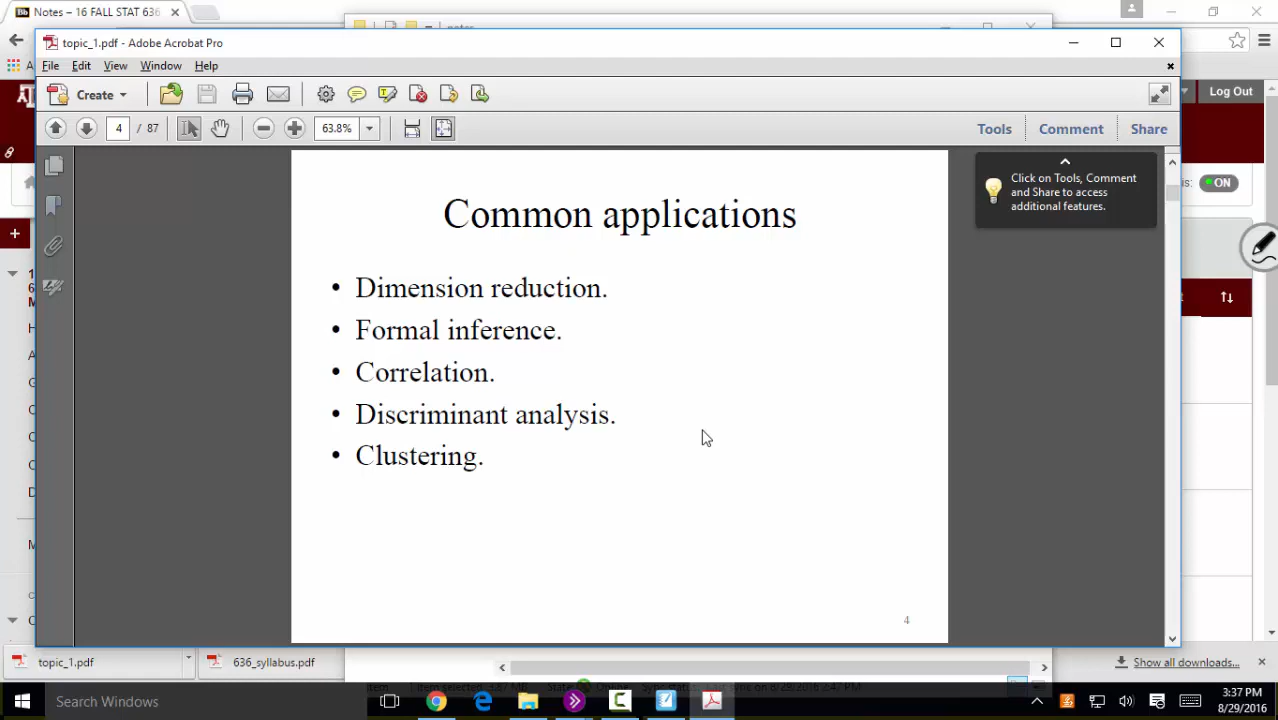 Notes – 16 FALL STAT 636
topic_1.pdf - Adobe Acrobat Pro
File Edit View Window Help
Create
4 / 87 63.8% Tools Comment Share
Log Out
Click on Tools, Comment
and Share to access
additional features.
is: ON
Common applications
• Dimension reduction.
• Formal inference.
• Correlation.
• Discriminant analysis.
• Clustering.
4
topic_1.pdf 636_syllabus.pdf Show all downloads...
Search Windows
3:37 PM
8/29/2016